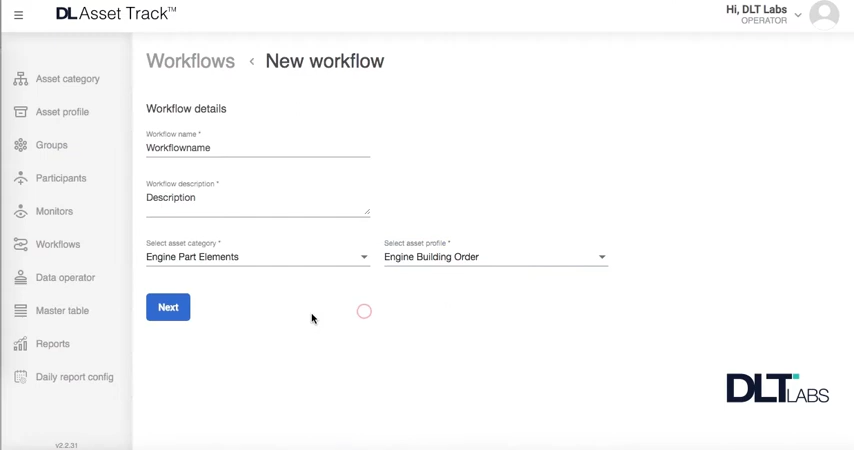 DL Asset Track™
Hi, DLT Labs
OPERATOR
Asset category
Asset profile
Groups
Participants
Monitors
Workflows
Data operator
Master table
Reports
Daily report config
v2.2.31
Workflows < New workflow
Workflow details
Workflow name *
Workflowname
Workflow description *
Description
Select asset category *
Engine Part Elements
Select asset profile *
Engine Building Order
Next
DLT LABS